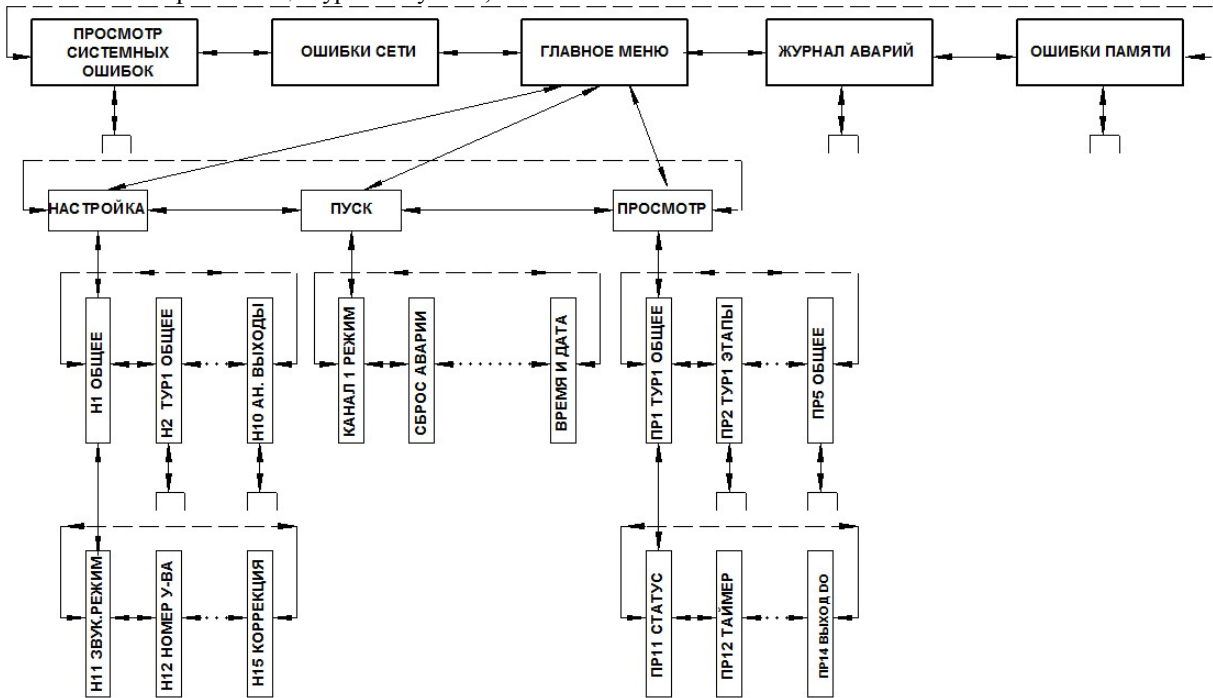 ПРОСМОТР
СИСТЕМНЫХ
ОШИБОК
ОШИБКИ СЕТИ
ГЛАВНОЕ МЕНЮ
ЖУРНАЛ АВАРИЙ
ОШИБКИ ПАМЯТИ
НАСТРОЙКА
ПУСК
ПРОСМОТР
Н1 ОБЩЕЕ
Н2 ТУР1 ОБЩЕЕ
Н10 АН. ВЫХОДЫ
КАНАЛ 1 РЕЖИМ
СБРОС АВАРИИ
ВРЕМЯ И ДАТА
ПР1 ТУР1 ОБЩЕЕ
ПР2 ТУР1 ЭТАПЫ
ПР5 ОБЩЕЕ
Н11 ЗВУК.РЕЖИМ
Н12 НОМЕР У-ВА
Н15 КОРРЕКЦИЯ
ПР11 СТАТУС
ПР12 ТАЙМЕР
ПР14 ВЫХОД DO